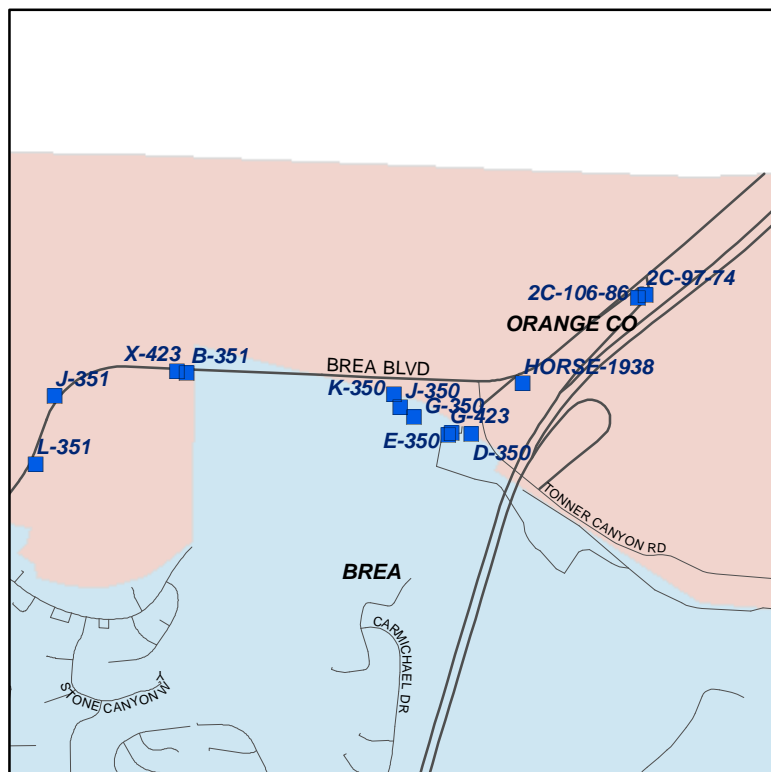 2C-97-74
2C-106-86
ORANGE CO
X-423
B-351
BREA BLVD
HORSE-1938
J-351
K-350
J-350
G-350
G-423
E-350
D-350
L-351
TONNER CANYON RD
BREA
CARMICHAEL DR
STONE CANYON WY